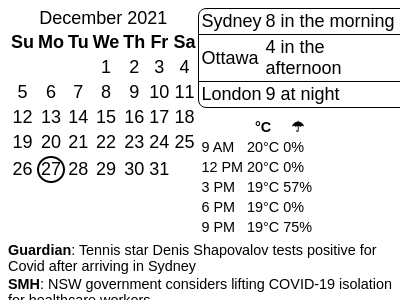 December 2021
Su Mo Tu We Th Fr Sa
1 2 3 4
5 6 7 8 9 10 11
12 13 14 15 16 17 18
19 20 21 22 23 24 25
26 27 28 29 30 31
Sydney 8 in the morning
Ottawa 4 in the
afternoon
London 9 at night
°C ☂
9 AM 20°C 0%
12 PM 20°C 0%
3 PM 19°C 57%
6 PM 19°C 0%
9 PM 19°C 75%
Guardian: Tennis star Denis Shapovalov tests positive for
Covid after arriving in Sydney
SMH: NSW government considers lifting COVID-19 isolation
for healthcare workers